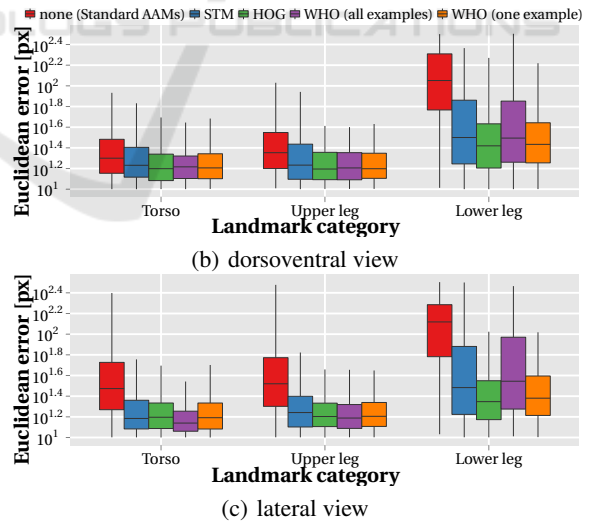 none (Standard AAMs) STM HOG WHO (all examples) WHO (one example)
Euclidean error [px]
10^2.4
10^2.2
10^2
10^1.8
10^1.6
10^1.4
10^1.2
10^1
Torso Upper leg Lower leg
Landmark category
(b) dorsoventral view
Euclidean error [px]
10^2.4
10^2.2
10^2
10^1.8
10^1.6
10^1.4
10^1.2
10^1
Torso Upper leg Lower leg
Landmark category
(c) lateral view